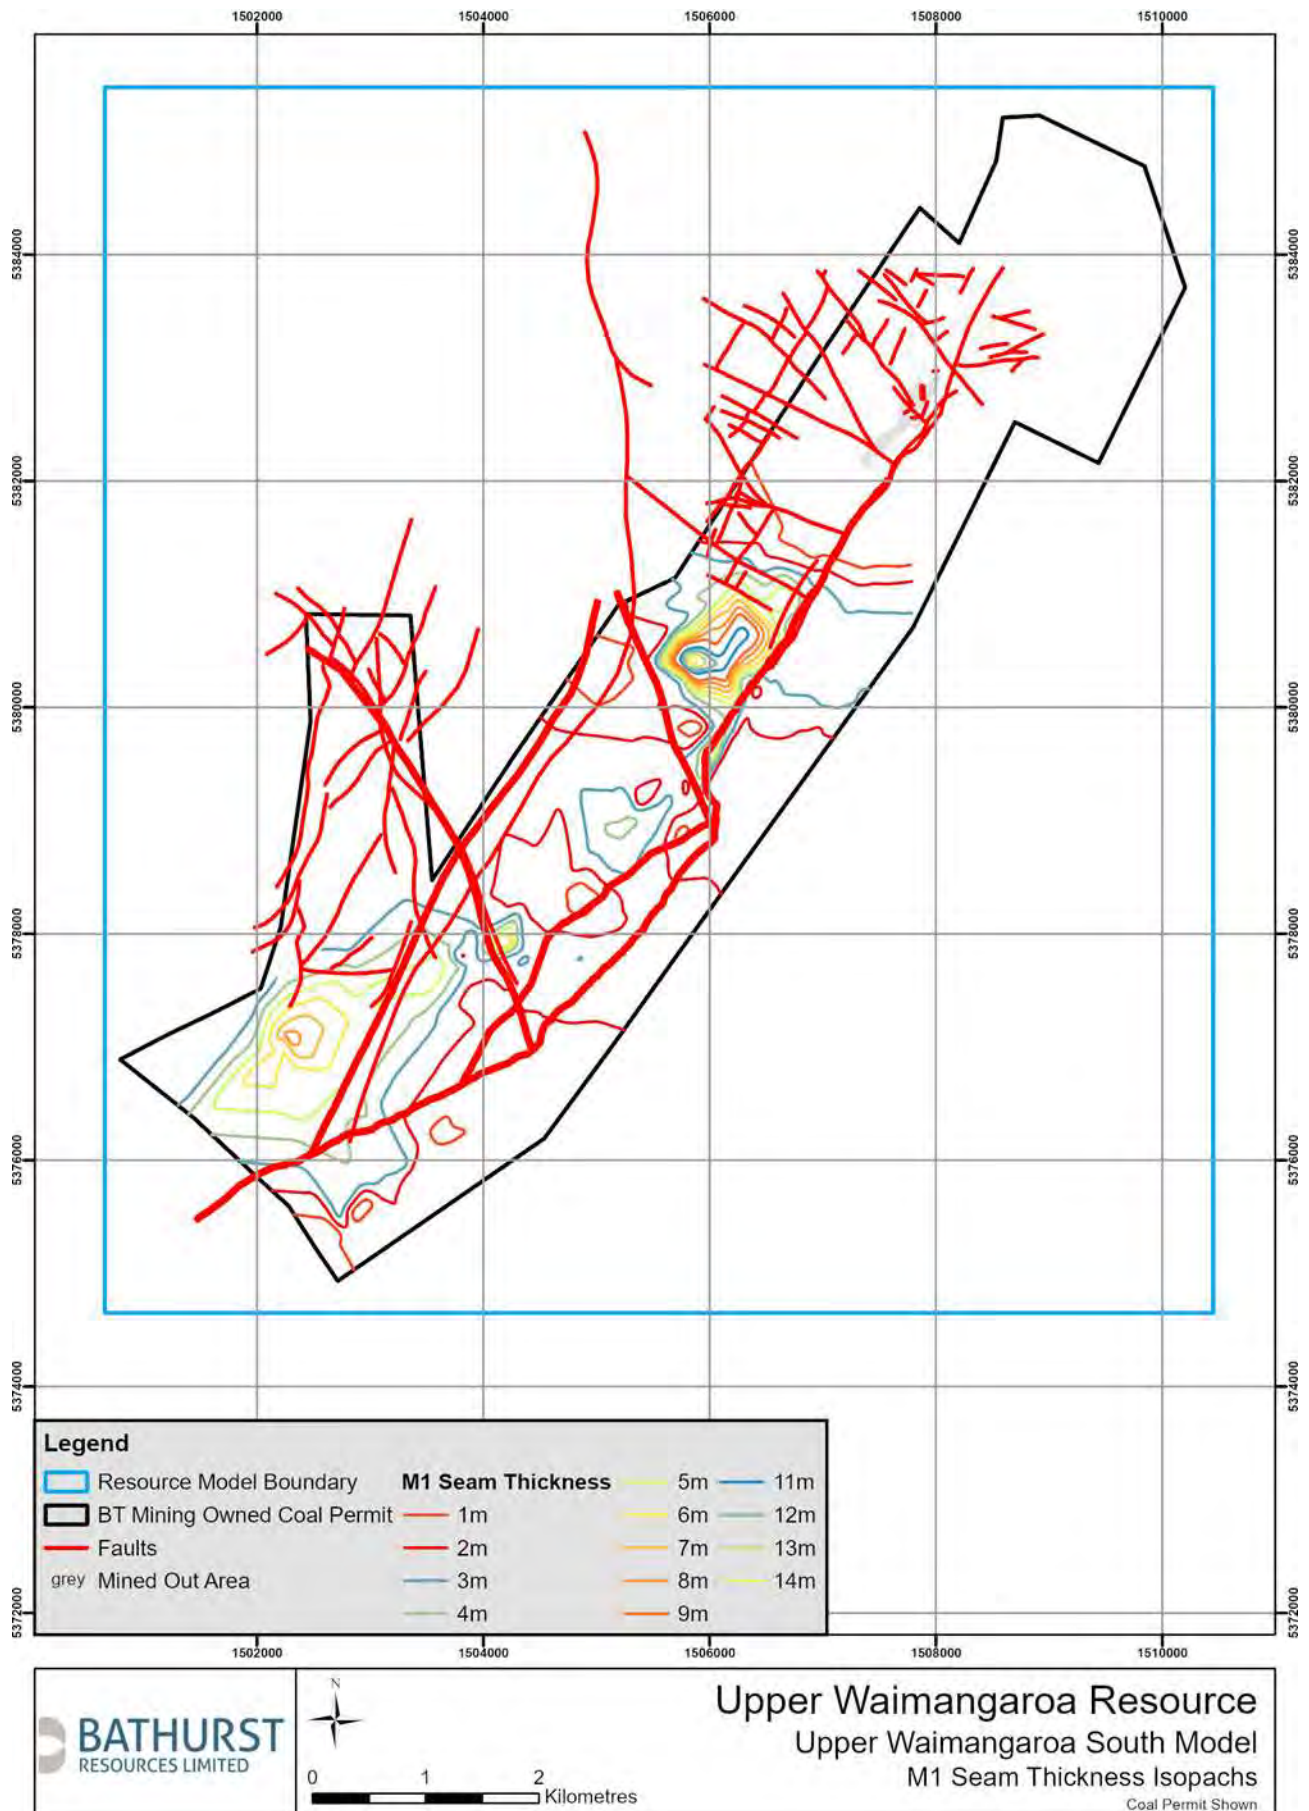 1502000 1504000 1506000 1508000 1510000
5384000 5384000
5382000 5382000
5380000 5380000
5378000 5378000
5376000 5376000
5374000 5374000
5372000 5372000
Legend
Resource Model Boundary
BT Mining Owned Coal Permit
Faults
grey Mined Out Area
M1 Seam Thickness
1m
2m
3m
4m
5m
6m
7m
8m
9m
11m
12m
13m
14m
1502000 1504000 1506000 1508000 1510000
BATHURST
RESOURCES LIMITED
N
0 1 2
Kilometres
Upper Waimangaroa Resource
Upper Waimangaroa South Model
M1 Seam Thickness Isopachs
Coal Permit Shown